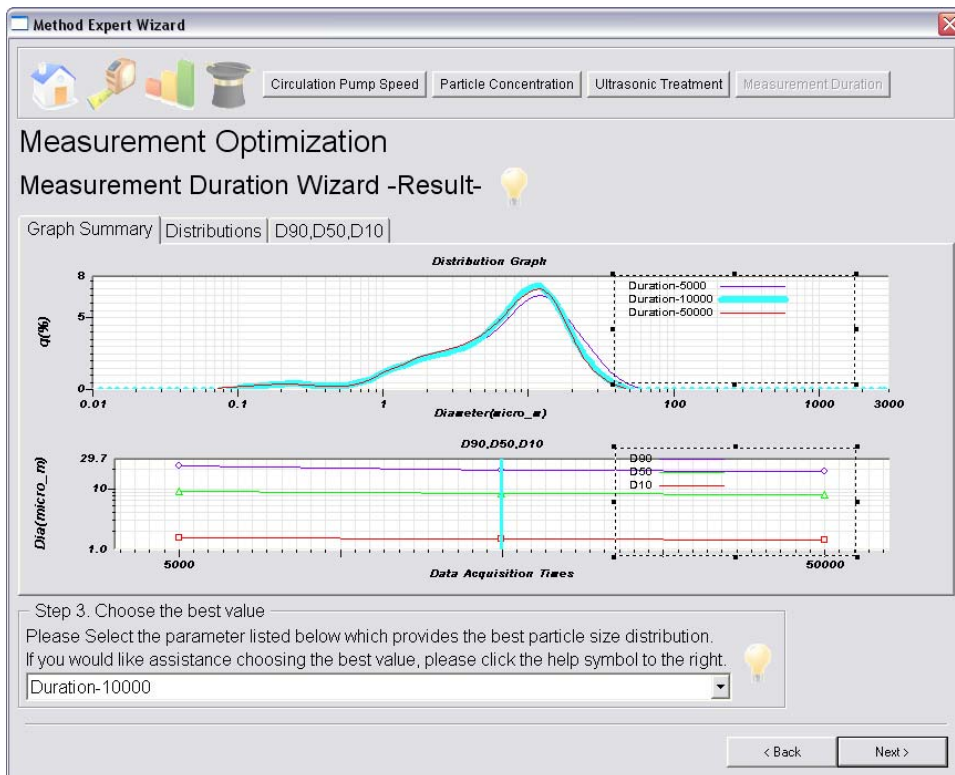 Method Expert Wizard
Circulation Pump Speed
Particle Concentration
Ultrasonic Treatment
Measurement Duration
Measurement Optimization
Measurement Duration Wizard -Result-
Graph Summary
Distributions
D90,D50,D10
Distribution Graph
8
5
0
q(%)
Duration-5000
Duration-10000
Duration-50000
0.01
0.1
1
10
100
1000
3000
Diameter(micro_m)
D90,D50,D10
29.7
10
1.0
Dia(micro_m)
D90
D50
D10
5000
50000
Data Acquisition Times
Step 3. Choose the best value
Please Select the parameter listed below which provides the best particle size distribution.
If you would like assistance choosing the best value, please click the help symbol to the right.
Duration-10000
< Back
Next >